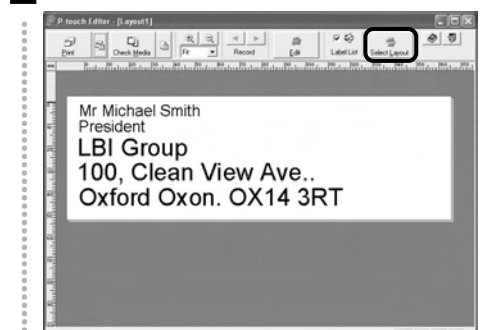 P-touch Editor - [Layout1]
Print Check Media Fit Record Edit Label List Select Layout
Mr Michael Smith
President
LBI Group
100, Clean View Ave..
Oxford Oxon. OX14 3RT